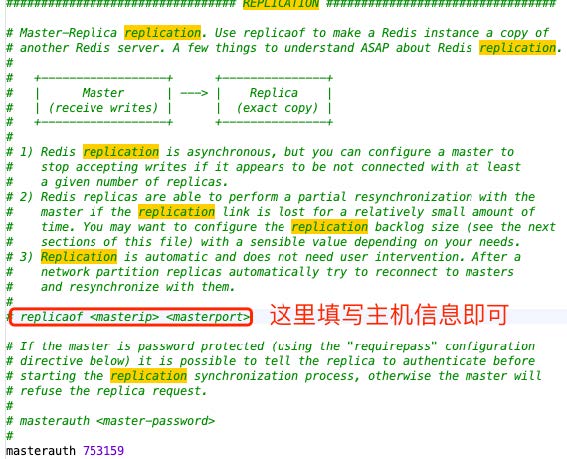 ################################# REPLICATION #################################
# Master-Replica replication. Use replicaof to make a Redis instance a copy of
# another Redis server. A few things to understand ASAP about Redis replication.
#
#   +------------------+      +---------------+
#   |      Master      | ---> |    Replica    |
#   | (receive writes) |      |  (exact copy) |
#   +------------------+      +---------------+
#
# 1) Redis replication is asynchronous, but you can configure a master to
#    stop accepting writes if it appears to be not connected with at least
#    a given number of replicas.
# 2) Redis replicas are able to perform a partial resynchronization with the
#    master if the replication link is lost for a relatively small amount of
#    time. You may want to configure the replication backlog size (see the next
#    sections of this file) with a sensible value depending on your needs.
# 3) Replication is automatic and does not need user intervention. After a
#    network partition replicas automatically try to reconnect to masters
#    and resynchronize with them.
#
# replicaof <masterip> <masterport> 这里填写主机信息即可
# If the master is password protected (using the "requirepass" configuration
# directive below) it is possible to tell the replica to authenticate before
# starting the replication synchronization process, otherwise the master will
# refuse the replica request.
#
# masterauth <master-password>
#
masterauth 753159